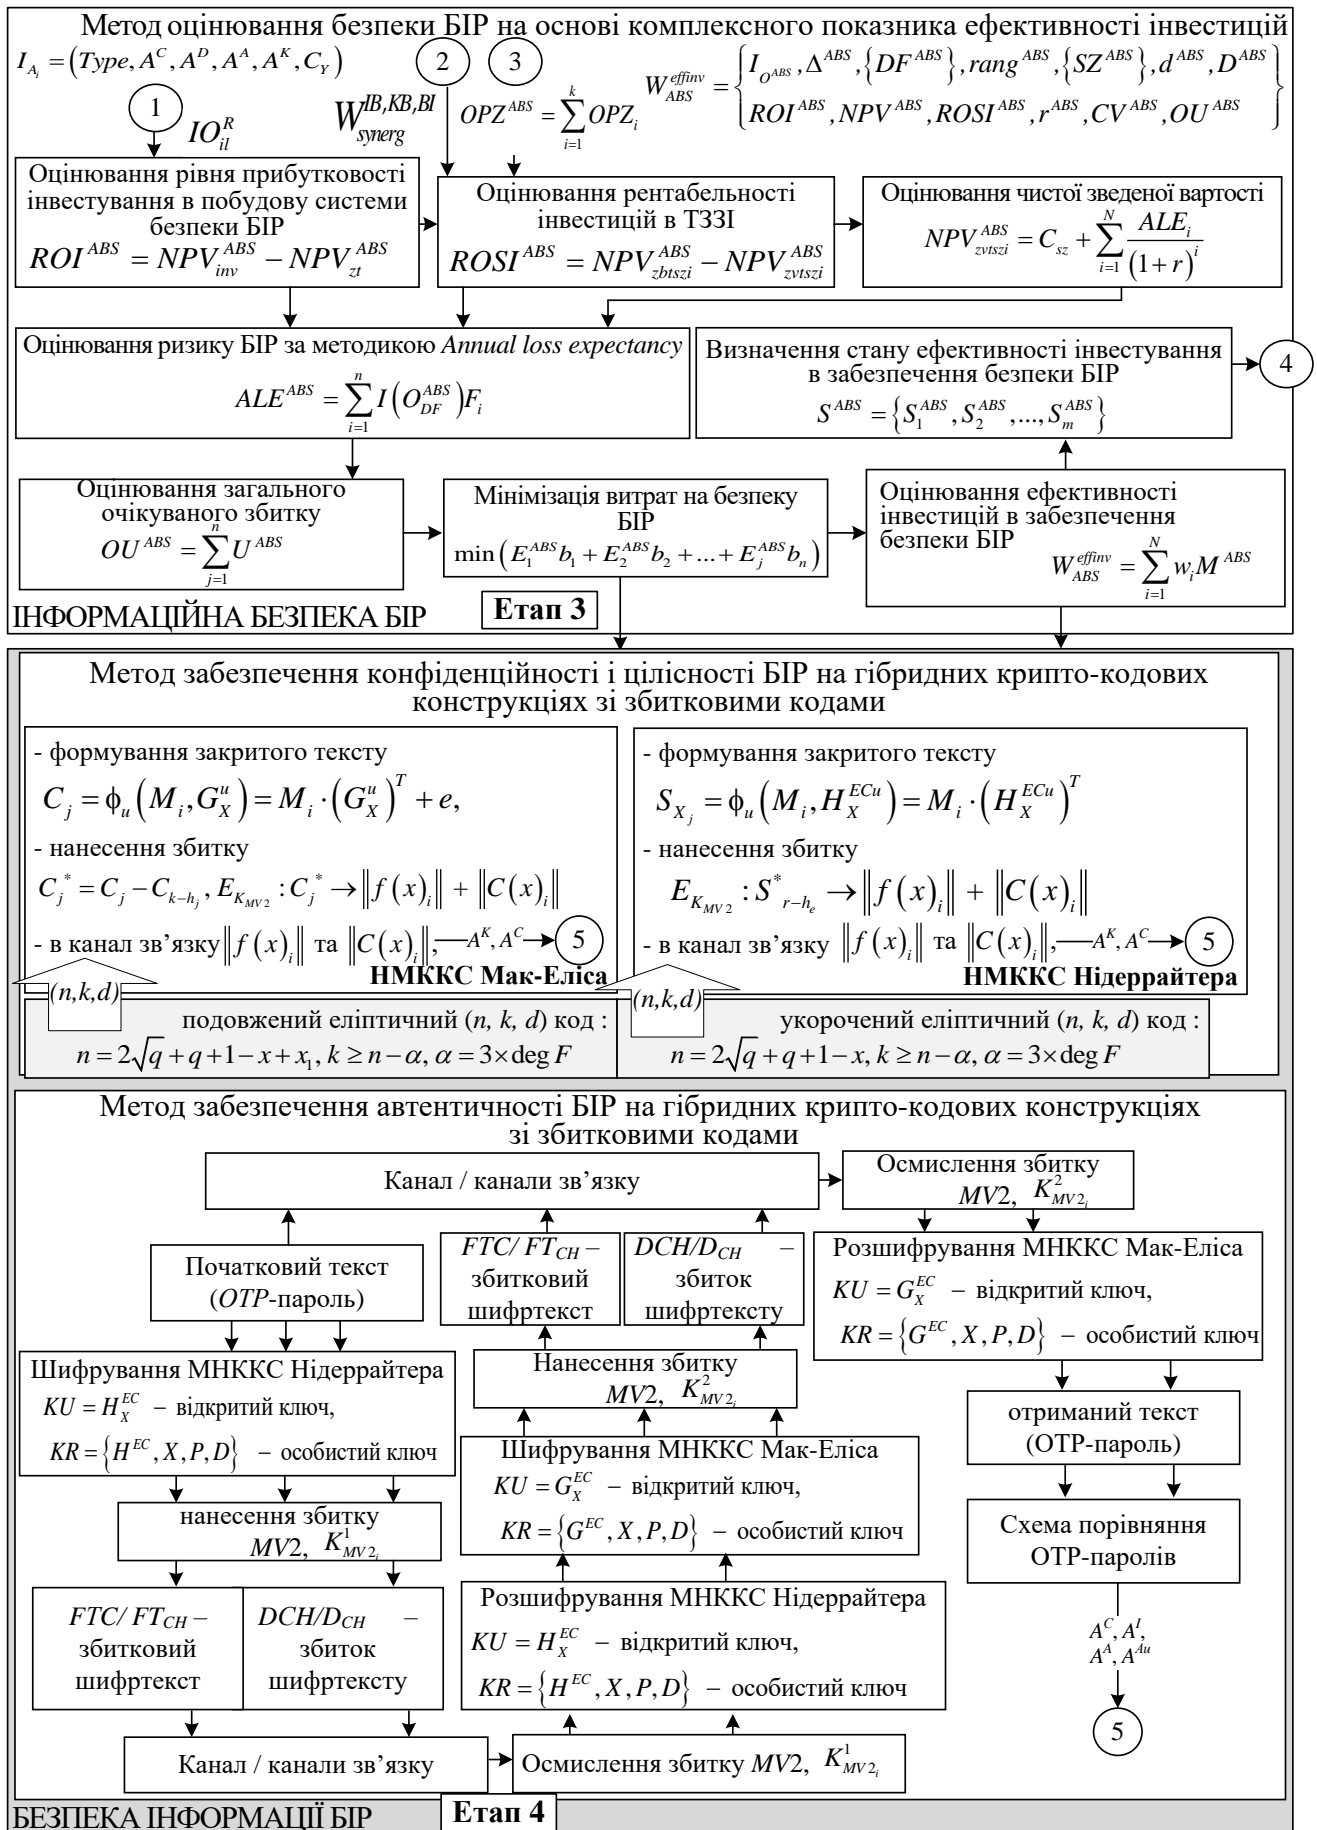 Метод оцінювання безпеки БІР на основі комплексного показника ефективності інвестицій
I_{A_i} = (Type, A^C, A^D, A^A, A^K, C_Y)
1
IO_{il}^R
2
W_{synerg}^{IB,KB,BI}
3
OPZ^{ABS} = \sum_{i=1}^{k} OPZ_i
W_{ABS}^{effinv} = {I_{O^{ABS}}, Δ^{ABS}, {DF^{ABS}}, rang^{ABS}, {SZ^{ABS}}, d^{ABS}, D^{ABS}
ROI^{ABS}, NPV^{ABS}, ROSI^{ABS}, r^{ABS}, CV^{ABS}, OU^{ABS}}
Оцінювання рівня прибутковості
інвестування в побудову системи
безпеки БІР
ROI^{ABS} = NPV_{inv}^{ABS} − NPV_{zt}^{ABS}
Оцінювання рентабельності
інвестицій в ТЗЗІ
ROSI^{ABS} = NPV_{zbtszi}^{ABS} − NPV_{zvtszi}^{ABS}
Оцінювання чистої зведеної вартості
NPV_{zvtszi}^{ABS} = C_{sz} + \sum_{i=1}^{N} \frac{ALE_i}{(1+r)^i}
Оцінювання ризику БІР за методикою Annual loss expectancy
ALE^{ABS} = \sum_{i=1}^{n} I(O_{DF}^{ABS})F_i
Визначення стану ефективності інвестування
в забезпечення безпеки БІР
S^{ABS} = {S_1^{ABS}, S_2^{ABS}, ..., S_m^{ABS}}
4
Оцінювання загального
очікуваного збитку
OU^{ABS} = \sum_{j=1}^{n} U^{ABS}
Мінімізація витрат на безпеку
БІР
min(E_1^{ABS}b_1 + E_2^{ABS}b_2 + ... + E_j^{ABS}b_n)
Оцінювання ефективності
інвестицій в забезпечення
безпеки БІР
W_{ABS}^{effinv} = \sum_{i=1}^{N} w_i M^{ABS}
ІНФОРМАЦІЙНА БЕЗПЕКА БІР
Етап 3
Метод забезпечення конфіденційності і цілісності БІР на гібридних крипто-кодових
конструкціях зі збитковими кодами
- формування закритого тексту
C_j = ϕ_u(M_i, G_X^u) = M_i · (G_X^u)^T + e,
- нанесення збитку
C_j^* = C_j − C_{k−h_j}, E_{K_{MV2}} : C_j^* → ||f(x)_i|| + ||C(x)_i||
- в канал зв’язку ||f(x)_i|| та ||C(x)_i||, A^K, A^C 5
НМККС Мак-Еліса
- формування закритого тексту
S_{X_j} = ϕ_u(M_i, H_X^{ECu}) = M_i · (H_X^{ECu})^T
- нанесення збитку
E_{K_{MV2}} : S^*_{r−h_e} → ||f(x)_i|| + ||C(x)_i||
- в канал зв’язку ||f(x)_i|| та ||C(x)_i||, A^K, A^C 5
НМККС Нідеррайтера
(n,k,d)
подовжений еліптичний (n, k, d) код :
n = 2√q + q + 1 − x + x_1, k ≥ n − α, α = 3 × deg F
(n,k,d)
укорочений еліптичний (n, k, d) код :
n = 2√q + q + 1 − x, k ≥ n − α, α = 3 × deg F
Метод забезпечення автентичності БІР на гібридних крипто-кодових конструкціях
зі збитковими кодами
Канал / канали зв’язку
Осмислення збитку
MV2, K_{MV2_i}^2
Початковий текст
(OTP-пароль)
FTC/ FT_{CH} –
збитковий
шифртекст
DCH/D_{CH} –
збиток
шифртексту
Розшифрування МНККС Мак-Еліса
KU = G_X^{EC} – відкритий ключ,
KR = {G^{EC}, X, P, D} – особистий ключ
Шифрування МНККС Нідеррайтера
KU = H_X^{EC} – відкритий ключ,
KR = {H^{EC}, X, P, D} – особистий ключ
Нанесення збитку
MV2, K_{MV2_i}^2
отриманий текст
(ОТР-пароль)
Шифрування МНККС Мак-Еліса
KU = G_X^{EC} – відкритий ключ,
KR = {G^{EC}, X, P, D} – особистий ключ
нанесення збитку
MV2, K_{MV2_i}^1
Схема порівняння
ОТР-паролів
FTC/ FT_{CH} –
збитковий
шифртекст
DCH/D_{CH} –
збиток
шифртексту
Розшифрування МНККС Нідеррайтера
KU = H_X^{EC} – відкритий ключ,
KR = {H^{EC}, X, P, D} – особистий ключ
A^C, A^I,
A^A, A^{Au}
5
Канал / канали зв’язку
Осмислення збитку MV2, K_{MV2_i}^1
БЕЗПЕКА ІНФОРМАЦІЇ БІР
Етап 4